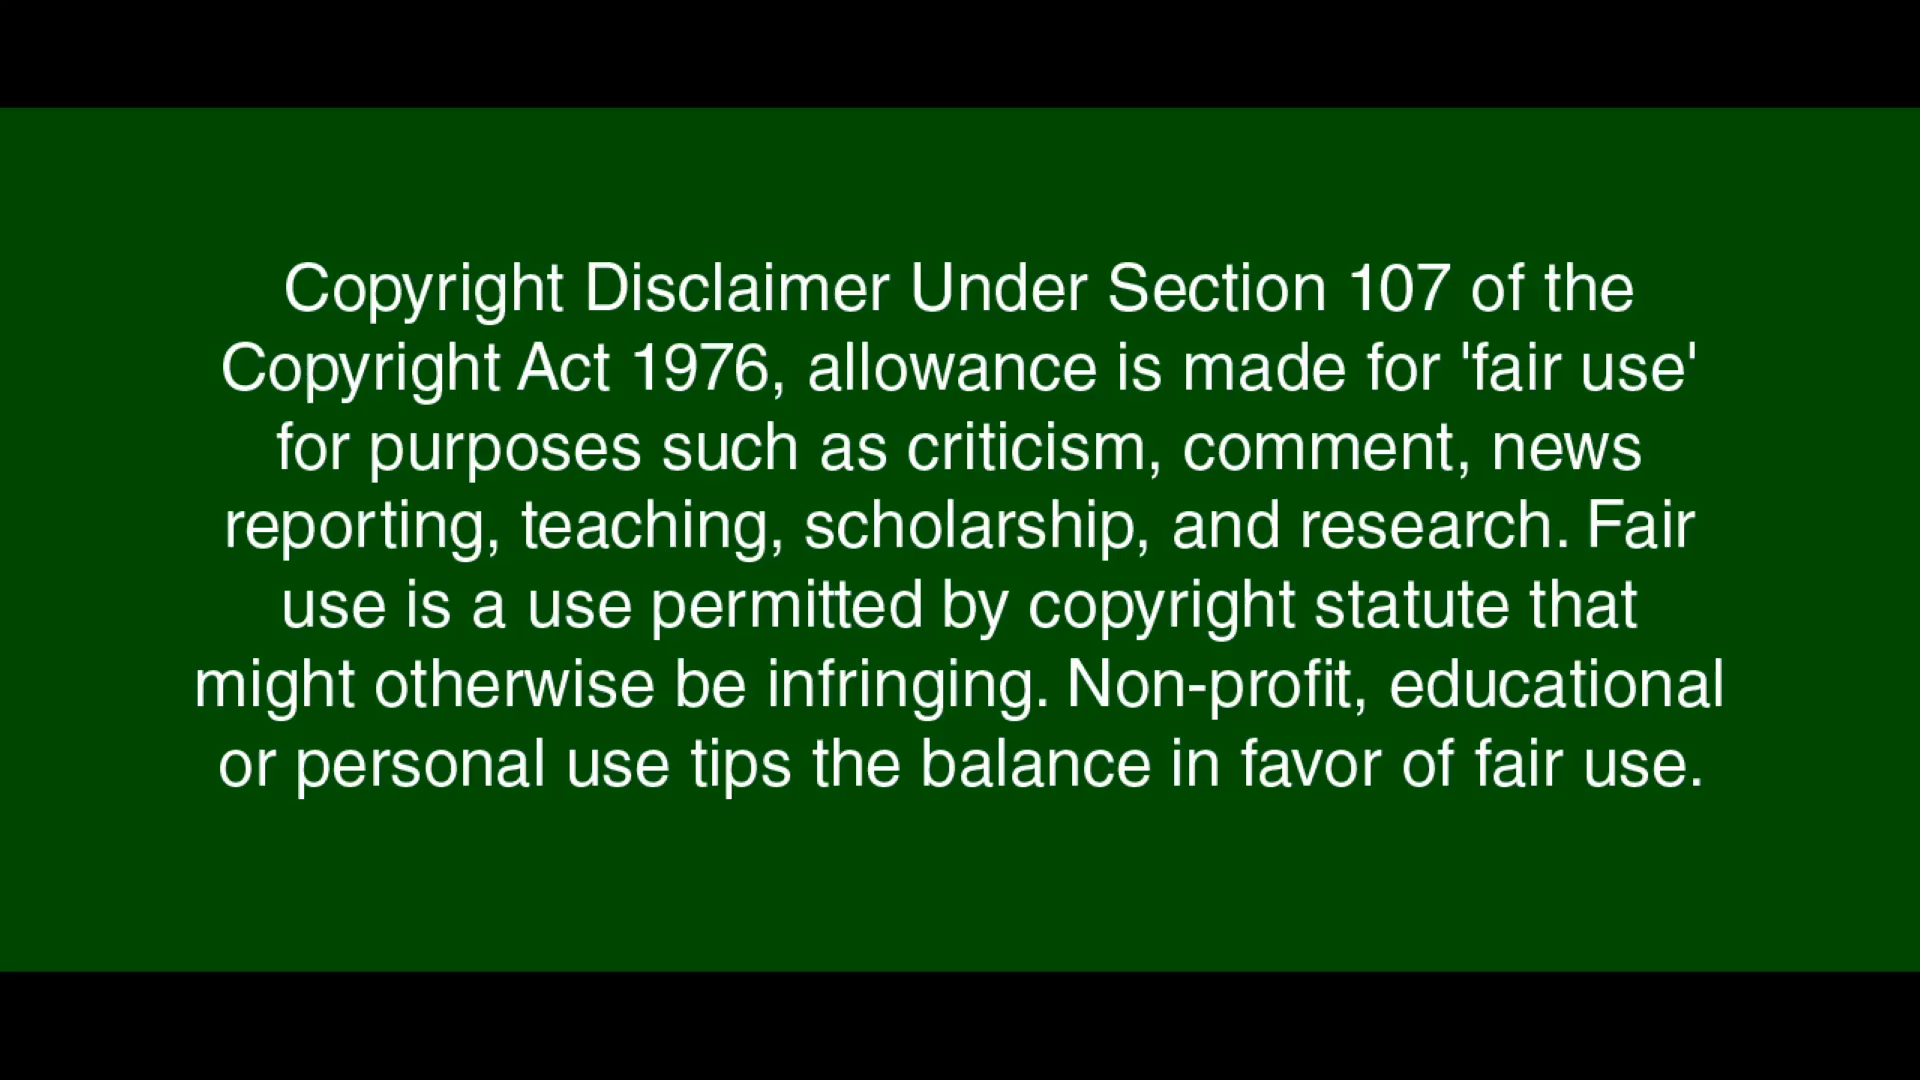 Copyright Disclaimer Under Section 107 of the
Copyright Act 1976, allowance is made for 'fair use'
for purposes such as criticism, comment, news
reporting, teaching, scholarship, and research. Fair
use is a use permitted by copyright statute that
might otherwise be infringing. Non-profit, educational
or personal use tips the balance in favor of fair use.